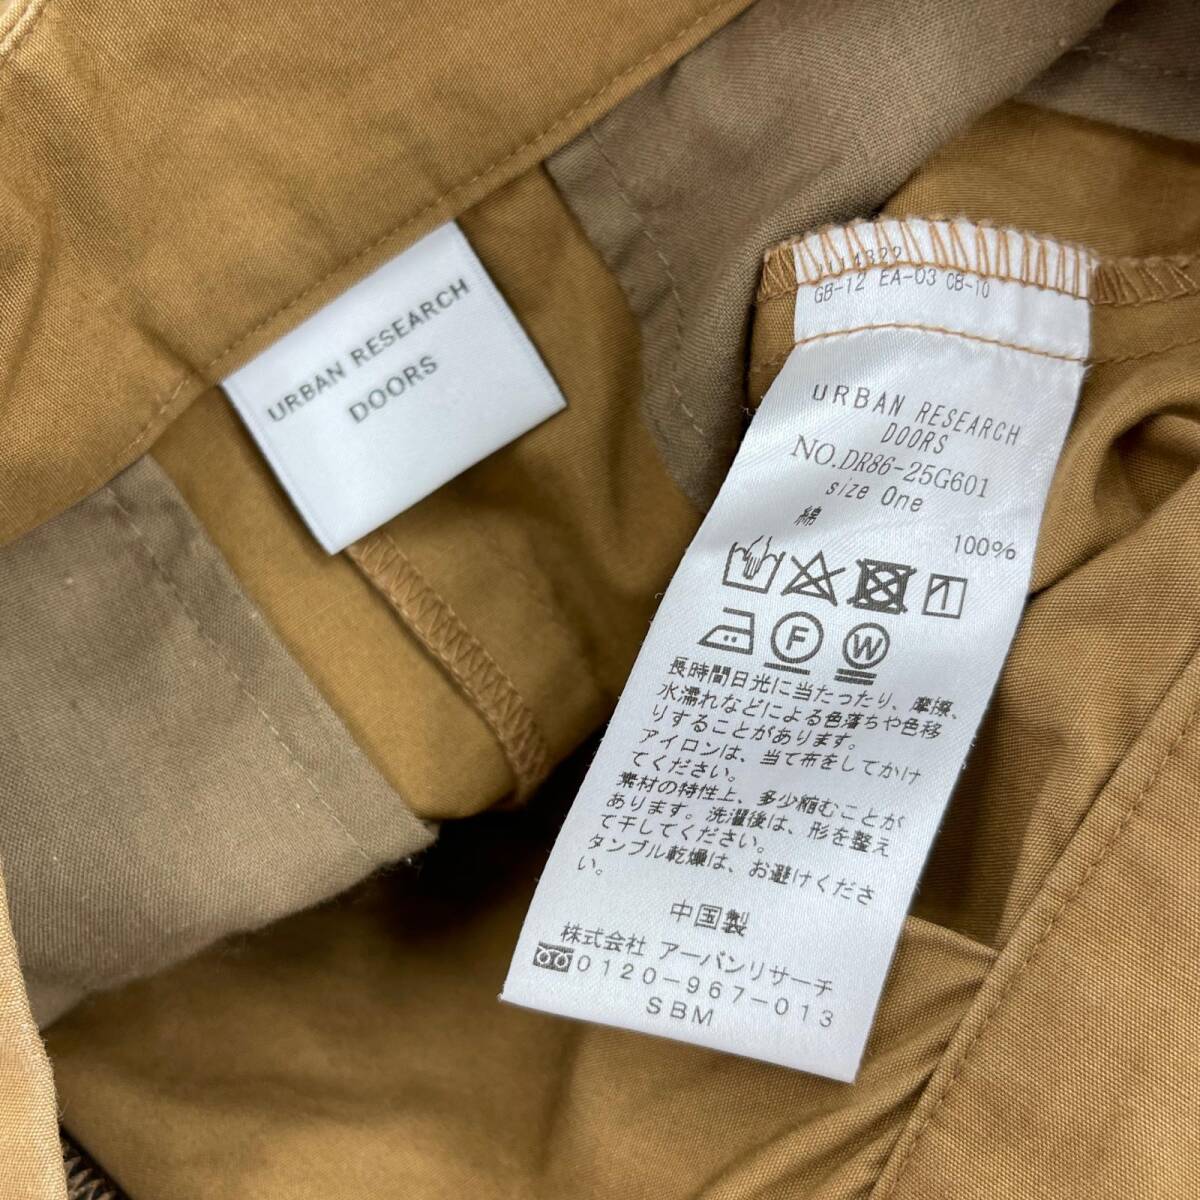 URBAN RESEARCH
DOORS
GB-12 EA-03 CB-10
URBAN RESEARCH
DOORS
NO.DR86-25G601
size One
綿 100%
F W
長時間日光に当たったり、摩擦、
水濡れなどによる色落ちや色移
りすることがあります。
アイロンは、当て布をしてかけ
てください。
素材の特性上、多少縮むことが
あります。洗濯後は、形を整え
て干してください。
タンブル乾燥は、お避けくださ
い。
中国製
株式会社 アーバンリサーチ
0120-967-013
SBM